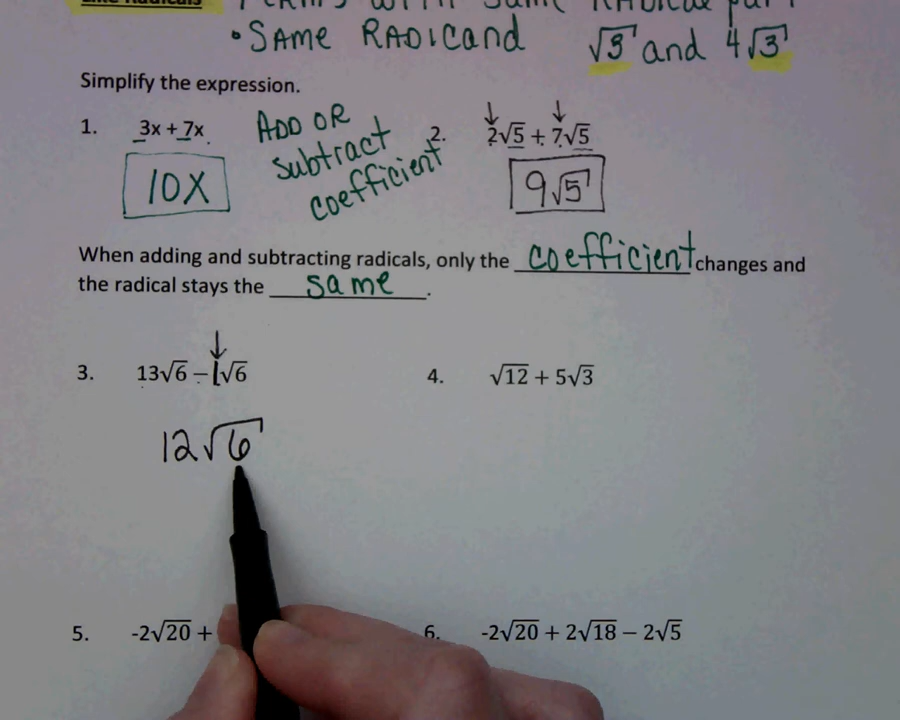 Like Radicals
• SAME RADICand √3 and 4√3
Simplify the expression.
1. 3x + 7x
ADD OR
subtract
coefficient
2. 2√5 + 7√5
10X
9√5
When adding and subtracting radicals, only the coefficient changes and
the radical stays the same.
3. 13√6 – 1√6
4. √12 + 5√3
12√6
5. -2√20 +
6. -2√20 + 2√18 – 2√5